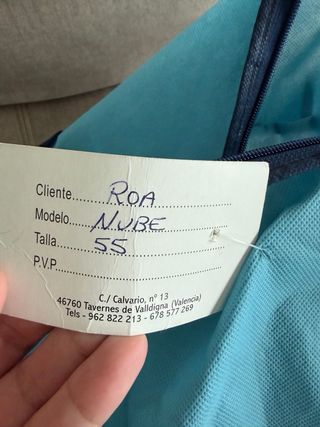 Cliente ROA
Modelo NUBE
Talla 55
P.V.P.
C./ Calvario, nº 13
46760 Tavernes de Valldigna (Valencia)
Tels - 962 822 213 - 678 577 269